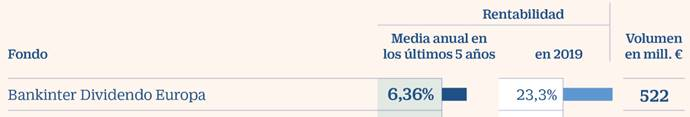 Rentabilidad
Fondo
Media anual en
los últimos 5 años
en 2019
Volumen
en mill. €
Bankinter Dividendo Europa 6,36% 23,3% 522